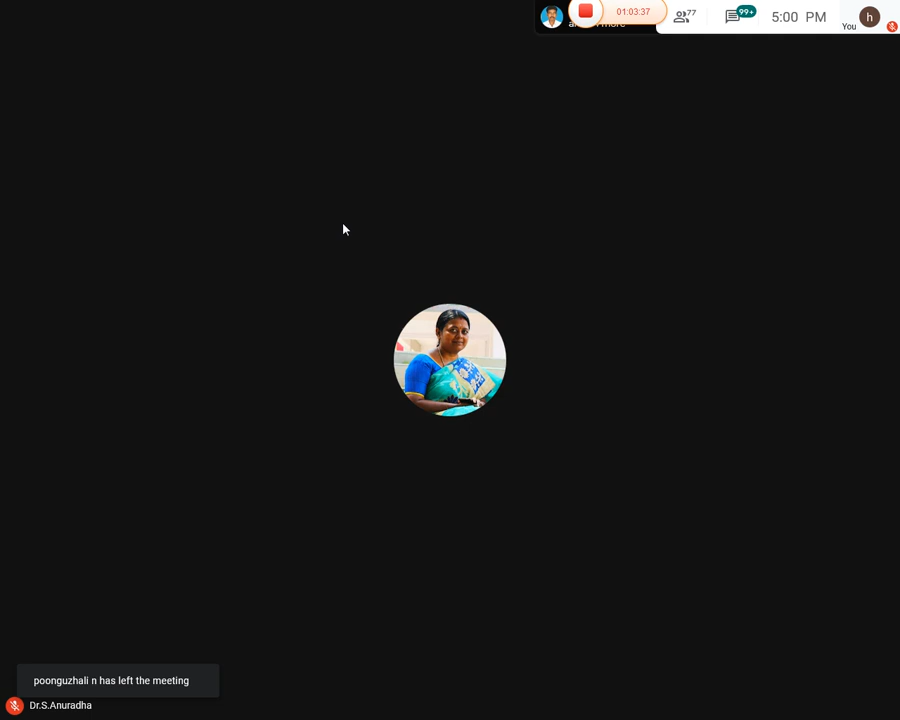 01:03:37
77
99+
5:00 PM
You
h
poonguzhali n has left the meeting
Dr.S.Anuradha